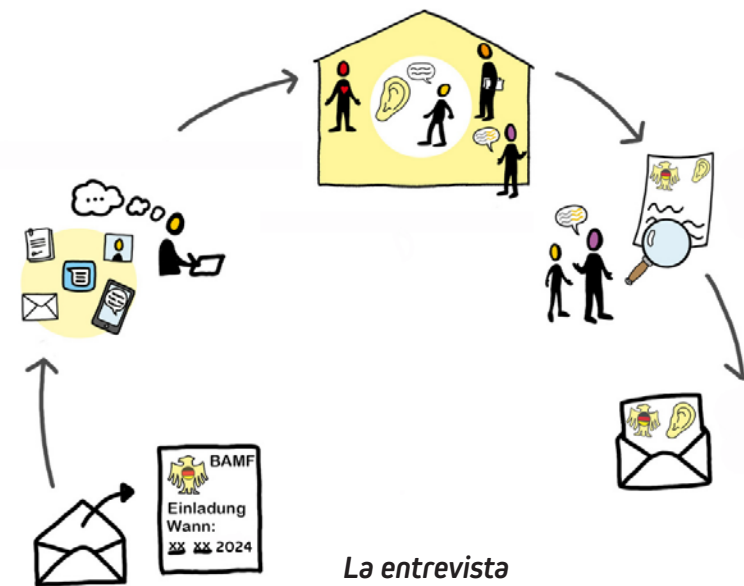 ...
BAMF
Einladung
Wann:
xx xx 2024
La entrevista